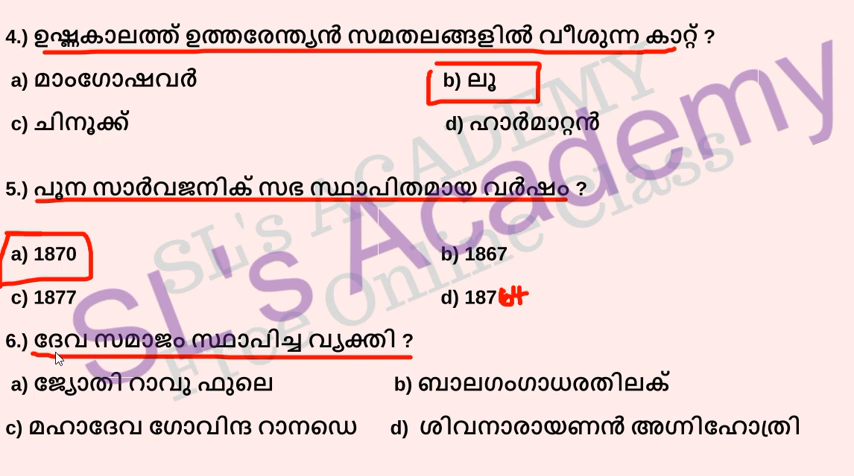 4.) ഉഷ്ണകാലത്ത് ഉത്തരേന്ത്യൻ സമതലങ്ങളിൽ വീശുന്ന കാറ്റ് ?
a) മാംഗോഷവർ b) ലൂ
c) ചിനൂക്ക് d) ഹാർമാറ്റൻ
5.) പൂന സാർവജനിക് സഭ സ്ഥാപിതമായ വർഷം ?
a) 1870 b) 1867
c) 1877 d) 187
6.) ദേവ സമാജം സ്ഥാപിച്ച വ്യക്തി ?
a) ജ്യോതി റാവു ഫുലെ b) ബാലഗംഗാധരതിലക്
c) മഹാദേവ ഗോവിന്ദ റാനഡെ d) ശിവനാരായണൻ അഗ്നിഹോത്രി
SL's Academy
SL's ACADEMY
Free Online Class